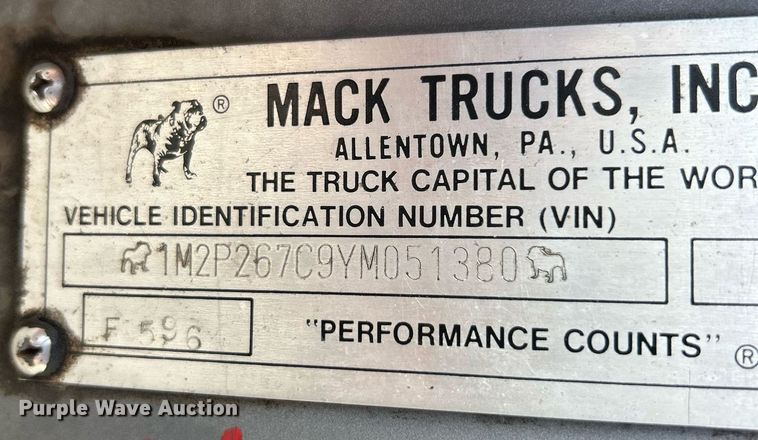 ® MACK TRUCKS, INC
ALLENTOWN, PA., U.S.A.
THE TRUCK CAPITAL OF THE WOR
VEHICLE IDENTIFICATION NUMBER (VIN)
1M2P267C9YM051380
F 596
"PERFORMANCE COUNTS" ®
Purple Wave Auction